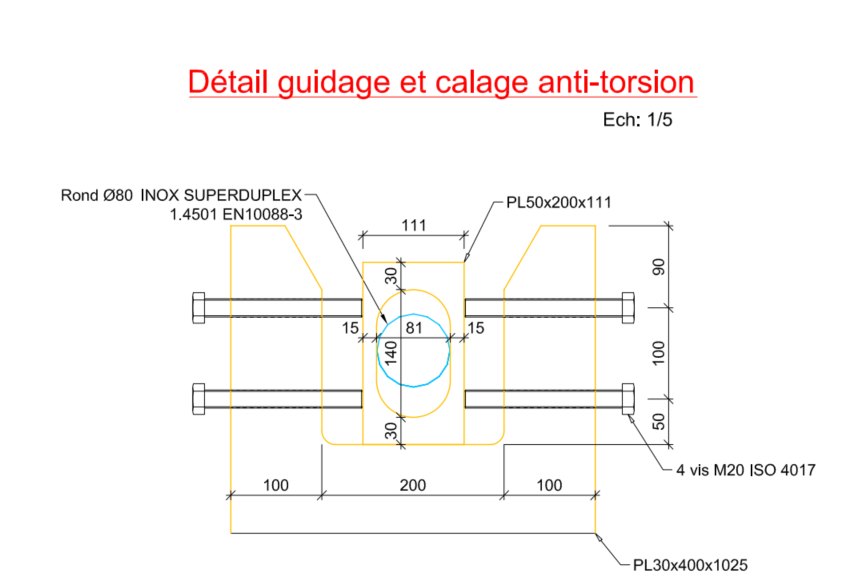 Détail guidage et calage anti-torsion
Ech: 1/5
Rond Ø80 INOX SUPERDUPLEX
1.4501 EN10088-3
PL50x200x111
111
30
90
15
81
15
140
100
30
50
4 vis M20 ISO 4017
100
200
100
PL30x400x1025